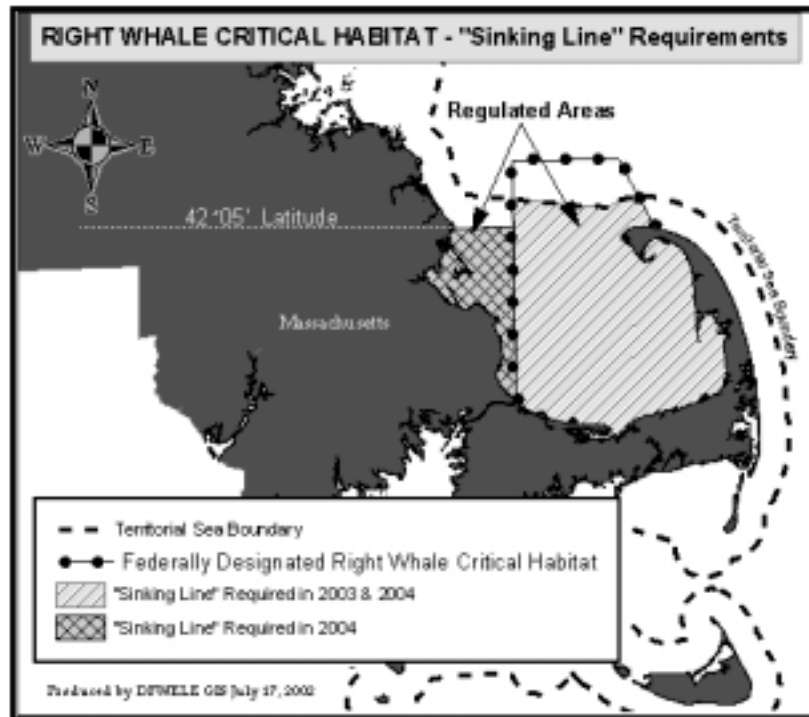 RIGHT WHALE CRITICAL HABITAT - "Sinking Line" Requirements
N
W E
S
Regulated Areas
42°05' Latitude
Territorial Sea Boundary
Massachusetts
Territorial Sea Boundary
Federally Designated Right Whale Critical Habitat
"Sinking Line" Required in 2003 & 2004
"Sinking Line" Required in 2004
Produced by DFWELE GIS July 17, 2002